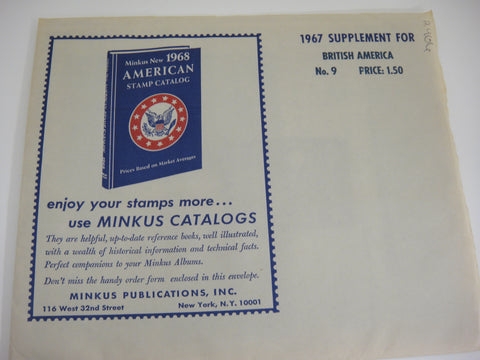 1967 SUPPLEMENT FOR
BRITISH AMERICA
No. 9 PRICE: 1.50
Minkus New 1968
AMERICAN
STAMP CATALOG
Prices Based on Market Averages
enjoy your stamps more...
use MINKUS CATALOGS
They are helpful, up-to-date reference books, well illustrated,
with a wealth of historical information and technical facts.
Perfect companions to your Minkus Albums.
Don't miss the handy order form enclosed in this envelope.
MINKUS PUBLICATIONS, INC.
116 West 32nd Street New York, N.Y. 10001